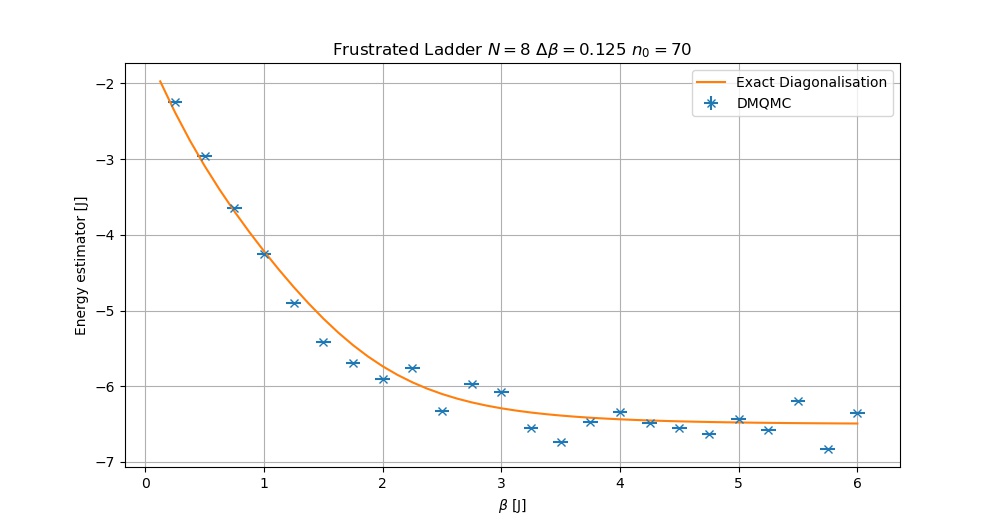 Frustrated Ladder N = 8 Δβ = 0.125 n₀ = 70
Exact Diagonalisation
DMQMC
Energy estimator [J]
−2
−3
−4
−5
−6
−7
0 1 2 3 4 5 6
β [J]